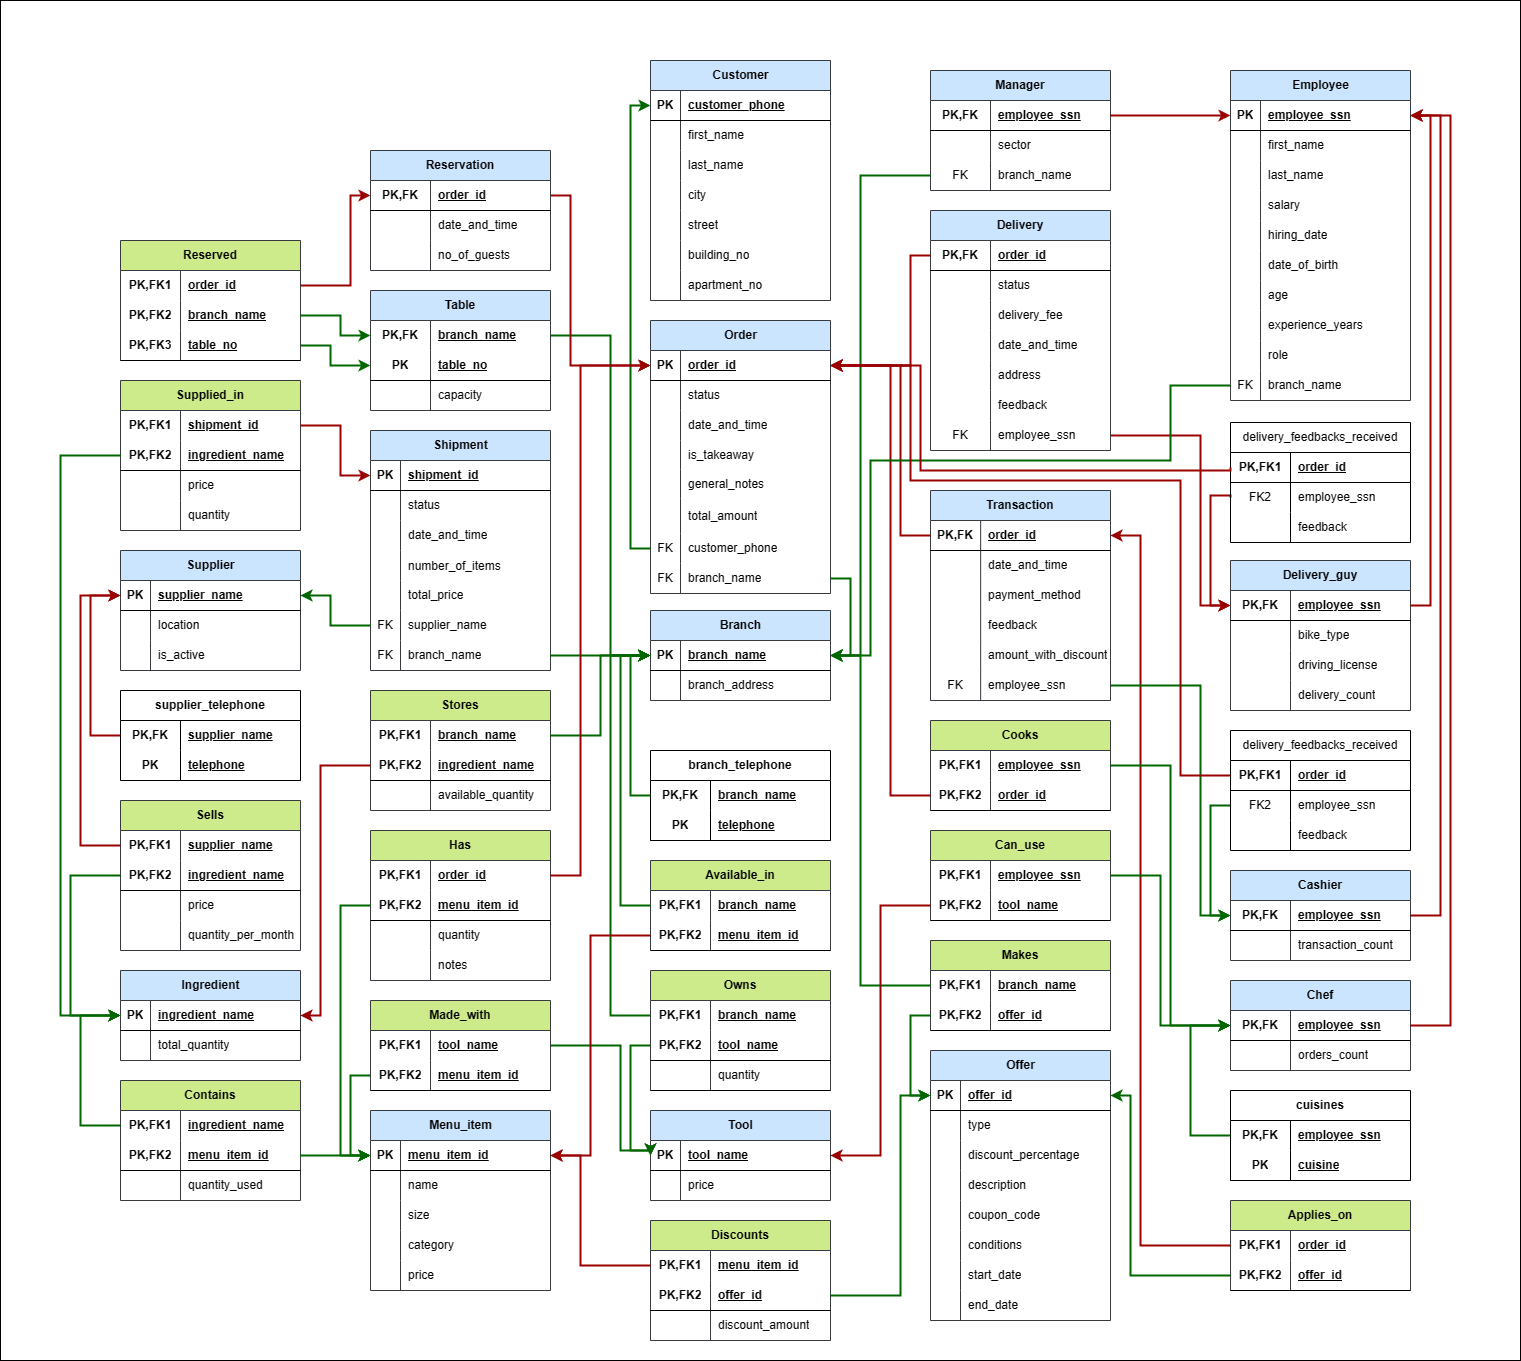 Customer
PK customer_phone
first_name
last_name
city
street
building_no
apartment_no
Manager
PK,FK employee_ssn
sector
FK branch_name
Employee
PK employee_ssn
first_name
last_name
salary
hiring_date
date_of_birth
age
experience_years
role
FK branch_name
Reservation
PK,FK order_id
date_and_time
no_of_guests
Delivery
PK,FK order_id
status
delivery_fee
date_and_time
address
feedback
FK employee_ssn
Reserved
PK,FK1 order_id
PK,FK2 branch_name
PK,FK3 table_no
Table
PK,FK branch_name
PK table_no
capacity
Order
PK order_id
status
date_and_time
is_takeaway
general_notes
total_amount
FK customer_phone
FK branch_name
Supplied_in
PK,FK1 shipment_id
PK,FK2 ingredient_name
price
quantity
Shipment
PK shipment_id
status
date_and_time
number_of_items
total_price
FK supplier_name
FK branch_name
delivery_feedbacks_received
PK,FK1 order_id
FK2 employee_ssn
feedback
Transaction
PK,FK order_id
date_and_time
payment_method
feedback
amount_with_discount
FK employee_ssn
Supplier
PK supplier_name
location
is_active
Delivery_guy
PK,FK employee_ssn
bike_type
driving_license
delivery_count
Branch
PK branch_name
branch_address
supplier_telephone
PK,FK supplier_name
PK telephone
Stores
PK,FK1 branch_name
PK,FK2 ingredient_name
available_quantity
Cooks
PK,FK1 employee_ssn
PK,FK2 order_id
delivery_feedbacks_received
PK,FK1 order_id
FK2 employee_ssn
feedback
branch_telephone
PK,FK branch_name
PK telephone
Sells
PK,FK1 supplier_name
PK,FK2 ingredient_name
price
quantity_per_month
Has
PK,FK1 order_id
PK,FK2 menu_item_id
quantity
notes
Can_use
PK,FK1 employee_ssn
PK,FK2 tool_name
Available_in
PK,FK1 branch_name
PK,FK2 menu_item_id
Cashier
PK,FK employee_ssn
transaction_count
Makes
PK,FK1 branch_name
PK,FK2 offer_id
Ingredient
PK ingredient_name
total_quantity
Owns
PK,FK1 branch_name
PK,FK2 tool_name
quantity
Chef
PK,FK employee_ssn
orders_count
Made_with
PK,FK1 tool_name
PK,FK2 menu_item_id
Offer
PK offer_id
type
discount_percentage
description
coupon_code
conditions
start_date
end_date
Contains
PK,FK1 ingredient_name
PK,FK2 menu_item_id
quantity_used
cuisines
PK,FK employee_ssn
PK cuisine
Menu_item
PK menu_item_id
name
size
category
price
Tool
PK tool_name
price
Applies_on
PK,FK1 order_id
PK,FK2 offer_id
Discounts
PK,FK1 menu_item_id
PK,FK2 offer_id
discount_amount